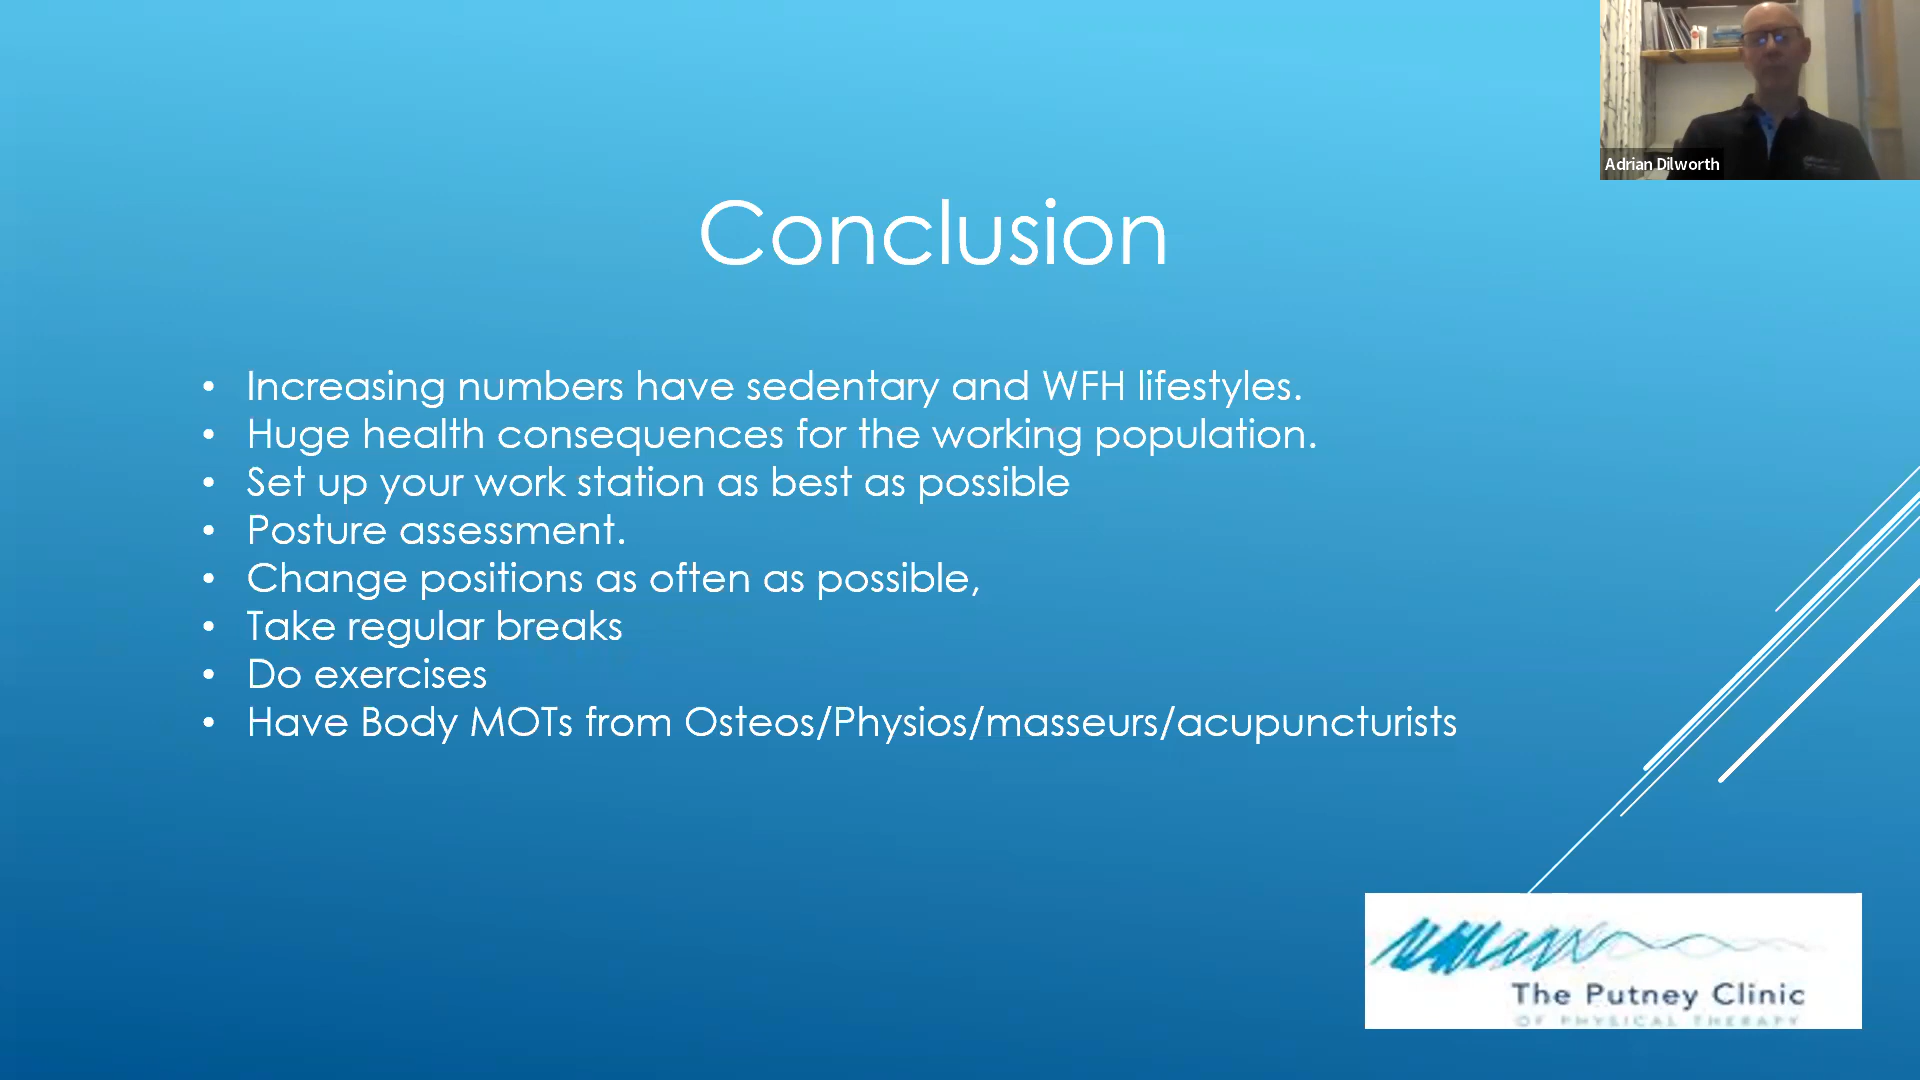 Adrian Dilworth
Conclusion
• Increasing numbers have sedentary and WFH lifestyles.
• Huge health consequences for the working population.
• Set up your work station as best as possible
• Posture assessment.
• Change positions as often as possible,
• Take regular breaks
• Do exercises
• Have Body MOTs from Osteos/Physios/masseurs/acupuncturists
The Putney Clinic
OF PHYSICAL THERAPY